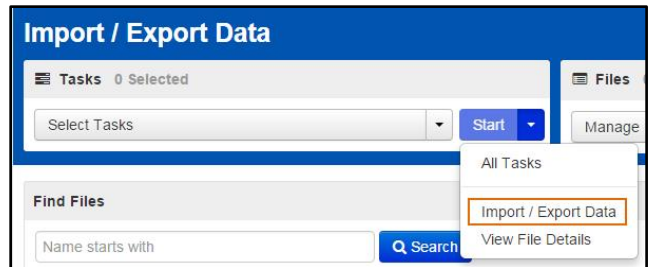 Import / Export Data
Tasks 0 Selected
Files
Select Tasks
Start
Manage
All Tasks
Find Files
Import / Export Data
Name starts with
Search
View File Details